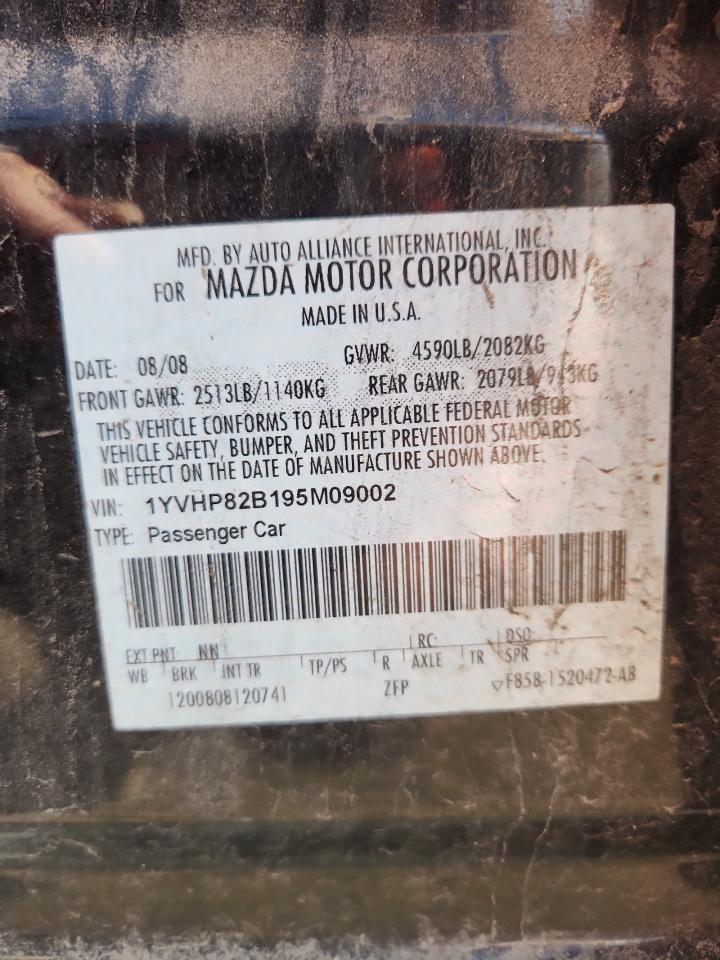 MFD. BY AUTO ALLIANCE INTERNATIONAL, INC.
FOR MAZDA MOTOR CORPORATION
MADE IN U.S.A.
DATE: 08/08 GVWR: 4590LB/2082KG
FRONT GAWR: 2513LB/1140KG REAR GAWR: 2079LB/943KG
THIS VEHICLE CONFORMS TO ALL APPLICABLE FEDERAL MOTOR
VEHICLE SAFETY, BUMPER, AND THEFT PREVENTION STANDARDS
IN EFFECT ON THE DATE OF MANUFACTURE SHOWN ABOVE.
VIN: 1YVHP82B195M09002
TYPE: Passenger Car
EXT PNT: NN RC: DSO:
WB BRK INT TR TP/PS R AXLE TR SPR
1200808120741 ZFP ▽F85B-1520472-AB